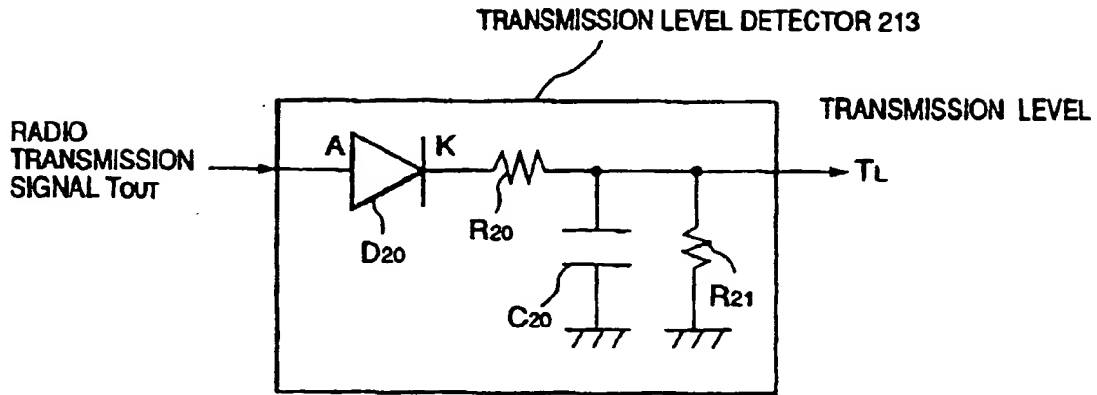 TRANSMISSION LEVEL DETECTOR 213
TRANSMISSION LEVEL
RADIO
TRANSMISSION
SIGNAL TOUT
A
K
TL
R20
D20
C20
R21